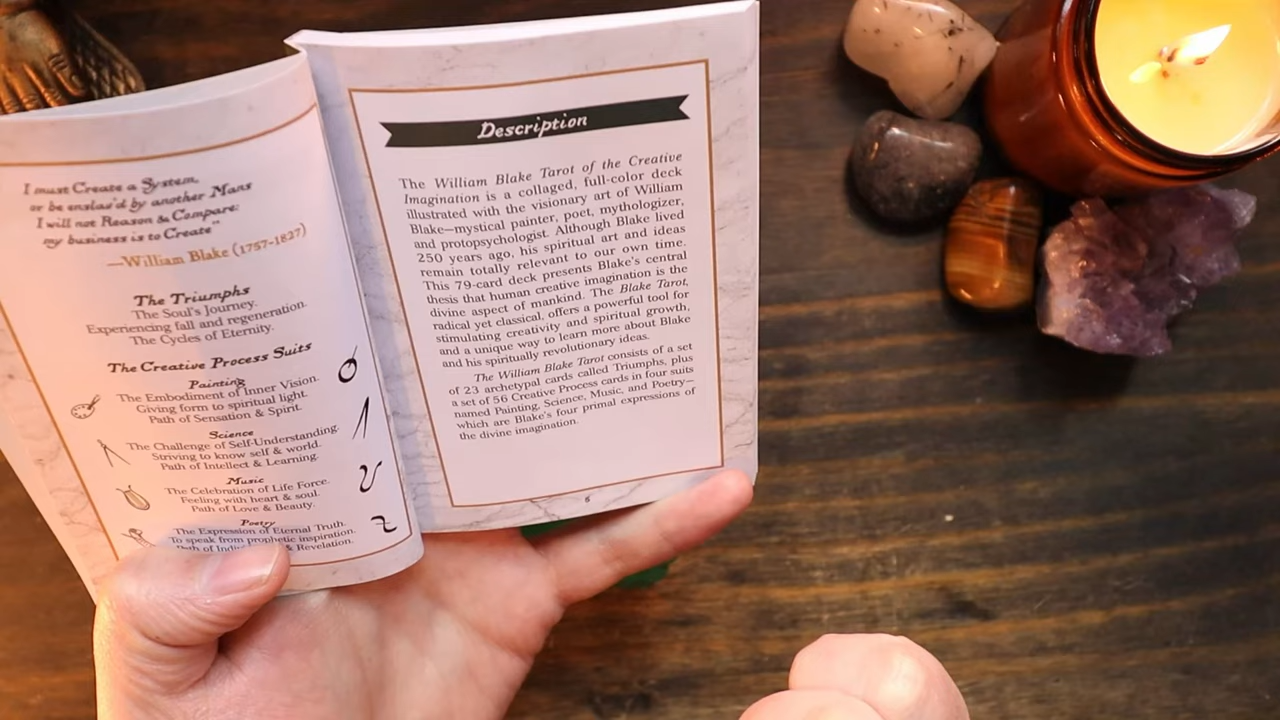 I must Create a System,
or be enslav'd by another Mans
I will not Reason & Compare:
my business is to Create"
—William Blake (1757-1827)
The Triumphs
The Soul's Journey.
Experiencing fall and regeneration.
The Cycles of Eternity.
The Creative Process Suits
Painting
The Embodiment of Inner Vision.
Giving form to spiritual light.
Path of Sensation & Spirit.
Science
The Challenge of Self-Understanding.
Striving to know self & world.
Path of Intellect & Learning.
Music
The Celebration of Life Force.
Feeling with heart & soul.
Path of Love & Beauty.
Poetry
The Expression of Eternal Truth.
To speak from prophetic inspiration.
Path of & Revelation.
Description
The William Blake Tarot of the Creative
Imagination is a collaged, full-color deck
illustrated with the visionary art of William
Blake—mystical painter, poet, mythologizer,
and protopsychologist. Although Blake lived
250 years ago, his spiritual art and ideas
remain totally relevant to our own time.
This 79-card deck presents Blake's central
thesis that human creative imagination is the
divine aspect of mankind. The Blake Tarot,
radical yet classical, offers a powerful tool for
stimulating creativity and spiritual growth,
and a unique way to learn more about Blake
and his spiritually revolutionary ideas.
The William Blake Tarot consists of a set
of 23 archetypal cards called Triumphs, plus
a set of 56 Creative Process cards in four suits
named Painting, Science, Music, and Poetry—
which are Blake's four primal expressions of
the divine imagination.
5